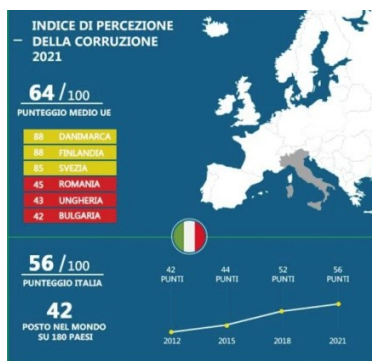 INDICE DI PERCEZIONE
DELLA CORRUZIONE
2021
64/100
PUNTEGGIO MEDIO UE
88 DANIMARCA
88 FINLANDIA
85 SVEZIA
45 ROMANIA
43 UNGHERIA
42 BULGARIA
56/100
PUNTEGGIO ITALIA
42
POSTO NEL MONDO
SU 180 PAESI
42 44 52 56
PUNTI PUNTI PUNTI PUNTI
2012 2015 2018 2021